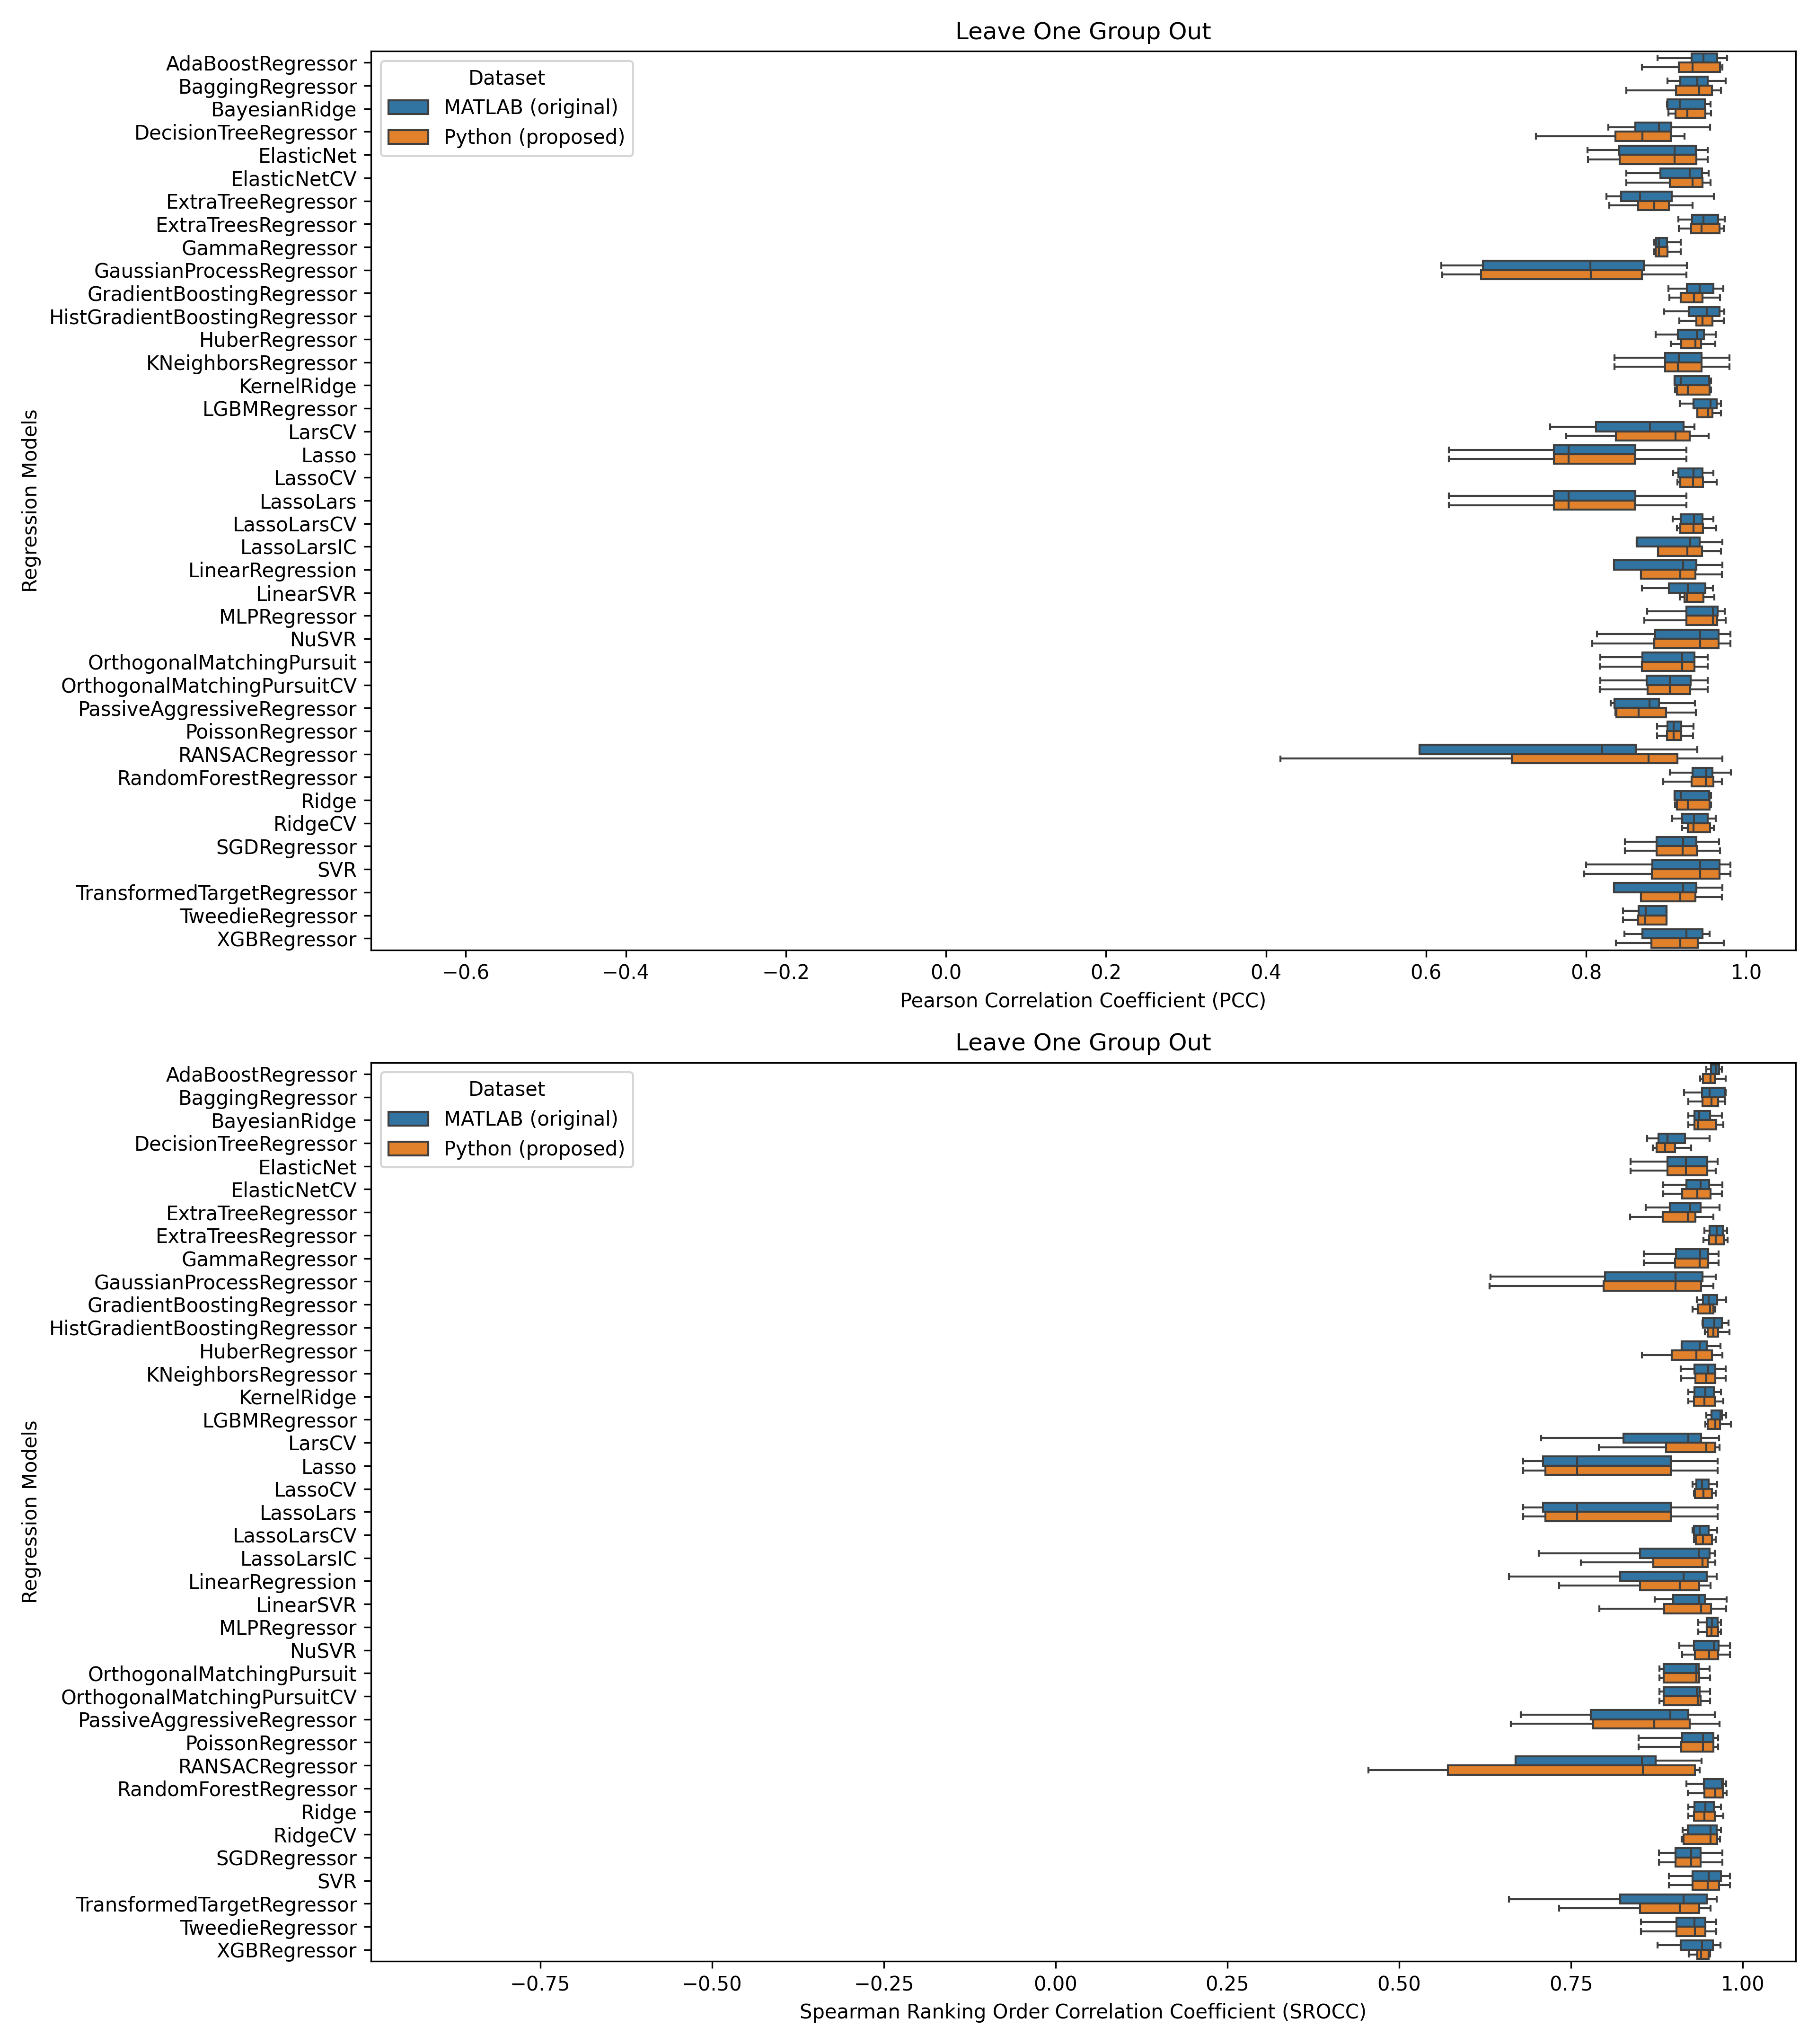 Leave One Group Out
Dataset
MATLAB (original)
Python (proposed)
Regression Models
AdaBoostRegressor
BaggingRegressor
BayesianRidge
DecisionTreeRegressor
ElasticNet
ElasticNetCV
ExtraTreeRegressor
ExtraTreesRegressor
GammaRegressor
GaussianProcessRegressor
GradientBoostingRegressor
HistGradientBoostingRegressor
HuberRegressor
KNeighborsRegressor
KernelRidge
LGBMRegressor
LarsCV
Lasso
LassoCV
LassoLars
LassoLarsCV
LassoLarsIC
LinearRegression
LinearSVR
MLPRegressor
NuSVR
OrthogonalMatchingPursuit
OrthogonalMatchingPursuitCV
PassiveAggressiveRegressor
PoissonRegressor
RANSACRegressor
RandomForestRegressor
Ridge
RidgeCV
SGDRegressor
SVR
TransformedTargetRegressor
TweedieRegressor
XGBRegressor
−0.6 −0.4 −0.2 0.0 0.2 0.4 0.6 0.8 1.0
Pearson Correlation Coefficient (PCC)
Leave One Group Out
Dataset
MATLAB (original)
Python (proposed)
Regression Models
AdaBoostRegressor
BaggingRegressor
BayesianRidge
DecisionTreeRegressor
ElasticNet
ElasticNetCV
ExtraTreeRegressor
ExtraTreesRegressor
GammaRegressor
GaussianProcessRegressor
GradientBoostingRegressor
HistGradientBoostingRegressor
HuberRegressor
KNeighborsRegressor
KernelRidge
LGBMRegressor
LarsCV
Lasso
LassoCV
LassoLars
LassoLarsCV
LassoLarsIC
LinearRegression
LinearSVR
MLPRegressor
NuSVR
OrthogonalMatchingPursuit
OrthogonalMatchingPursuitCV
PassiveAggressiveRegressor
PoissonRegressor
RANSACRegressor
RandomForestRegressor
Ridge
RidgeCV
SGDRegressor
SVR
TransformedTargetRegressor
TweedieRegressor
XGBRegressor
−0.75 −0.50 −0.25 0.00 0.25 0.50 0.75 1.00
Spearman Ranking Order Correlation Coefficient (SROCC)